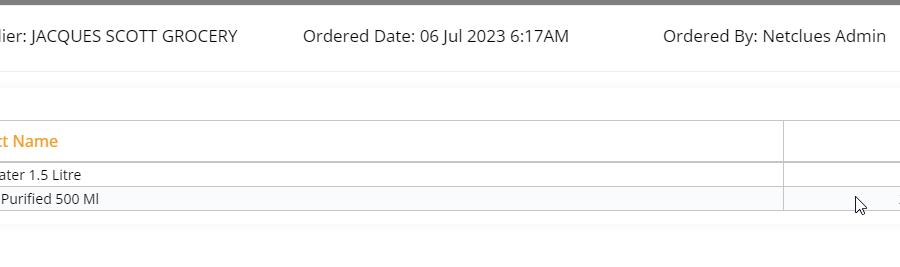 lier: JACQUES SCOTT GROCERY Ordered Date: 06 Jul 2023 6:17AM Ordered By: Netclues Admin
ct Name
ater 1.5 Litre
Purified 500 Ml